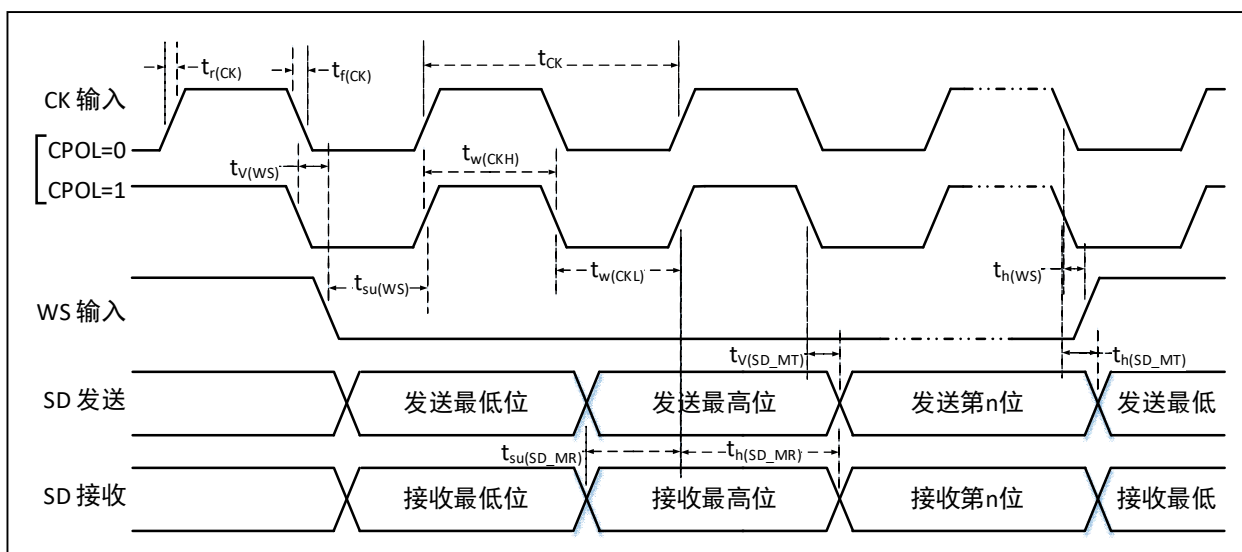 t_r(CK)
t_f(CK)
t_CK
CK 输入
CPOL=0
t_V(WS)
t_w(CKH)
CPOL=1
t_w(CKL)
t_su(WS)
t_h(WS)
WS 输入
t_V(SD_MT)
t_h(SD_MT)
SD 发送
发送最低位
发送最高位
发送第n位
发送最低
t_su(SD_MR)
t_h(SD_MR)
SD 接收
接收最低位
接收最高位
接收第n位
接收最低